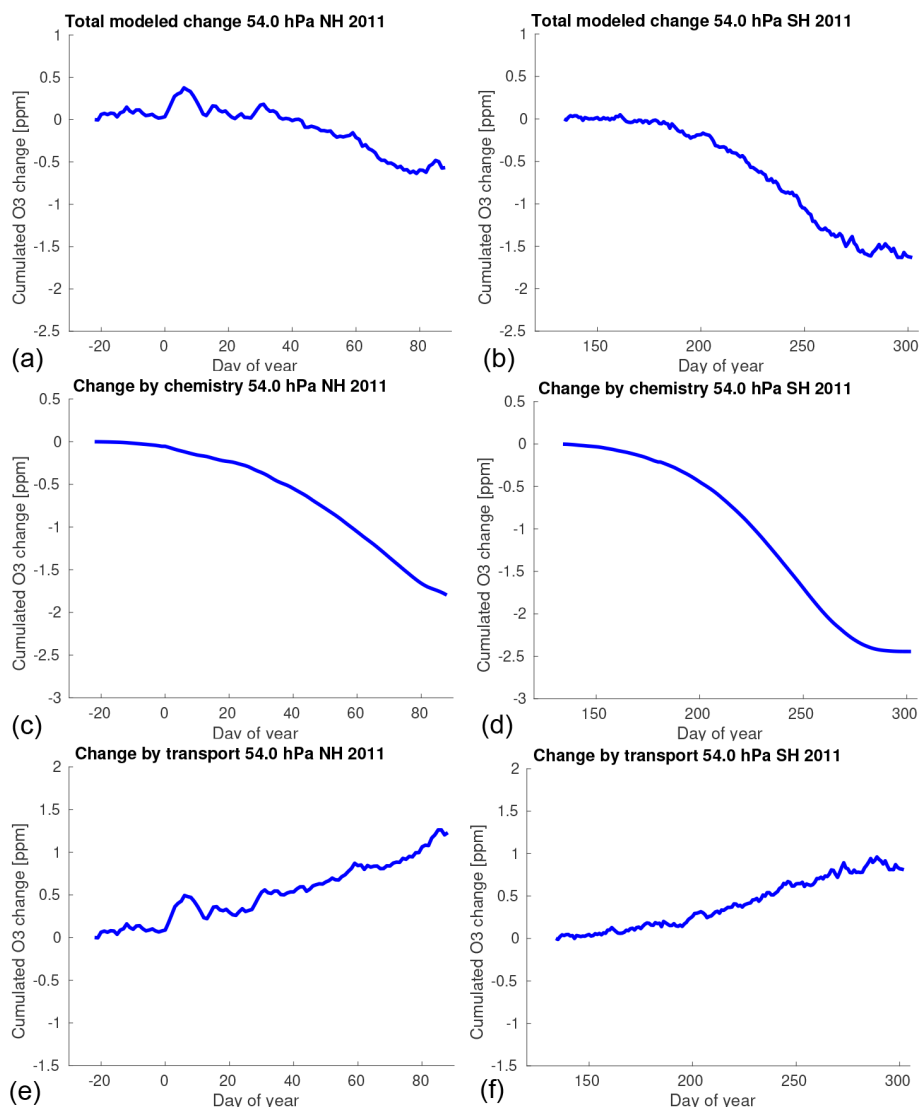 Total modeled change 54.0 hPa NH 2011
Cumulated O3 change [ppm]
1
0.5
0
-0.5
-1
-1.5
-2
-2.5
-20 0 20 40 60 80
Day of year
(a)
Total modeled change 54.0 hPa SH 2011
Cumulated O3 change [ppm]
1
0.5
0
-0.5
-1
-1.5
-2
-2.5
150 200 250 300
Day of year
(b)
Change by chemistry 54.0 hPa NH 2011
Cumulated O3 change [ppm]
0.5
0
-0.5
-1
-1.5
-2
-2.5
-3
-20 0 20 40 60 80
Day of year
(c)
Change by chemistry 54.0 hPa SH 2011
Cumulated O3 change [ppm]
0.5
0
-0.5
-1
-1.5
-2
-2.5
-3
150 200 250 300
Day of year
(d)
Change by transport 54.0 hPa NH 2011
Cumulated O3 change [ppm]
2
1.5
1
0.5
0
-0.5
-1
-1.5
-20 0 20 40 60 80
Day of year
(e)
Change by transport 54.0 hPa SH 2011
Cumulated O3 change [ppm]
2
1.5
1
0.5
0
-0.5
-1
-1.5
150 200 250 300
Day of year
(f)